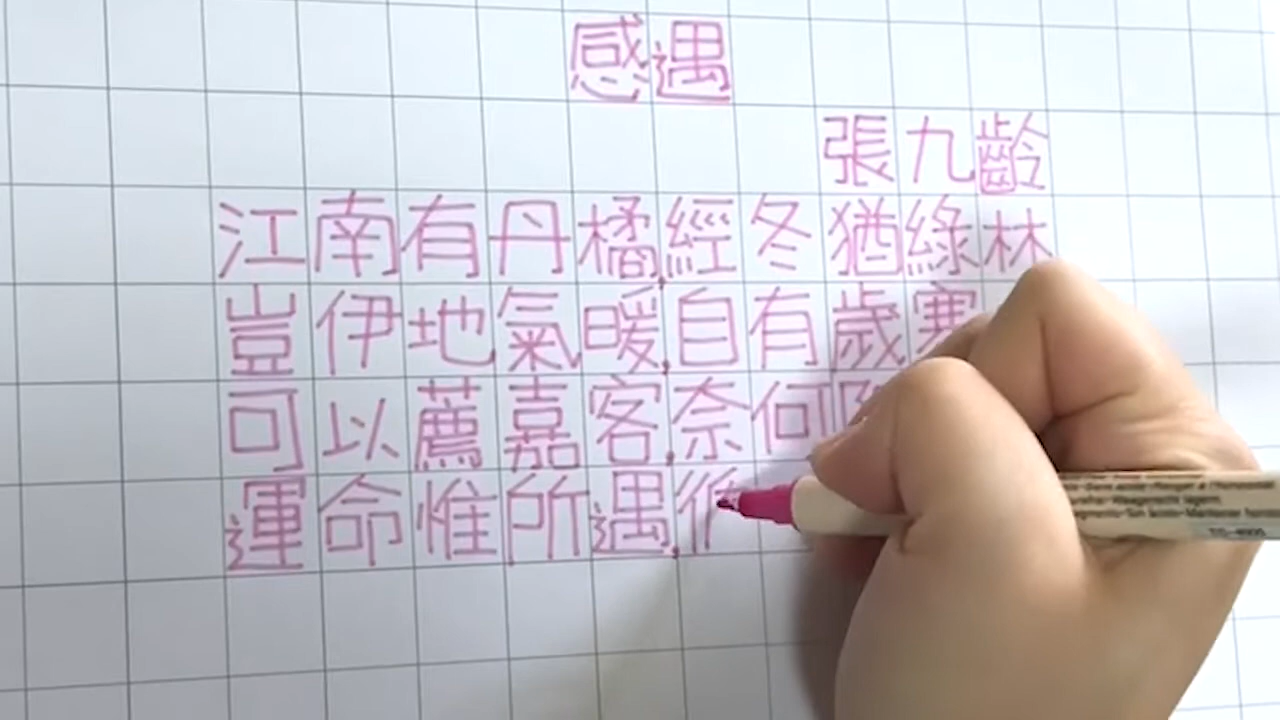 感遇
張九齡
江南有丹橘,經冬猶綠林
豈伊地氣暖,自有歲寒
可以薦嘉客,奈何
運命惟所遇,